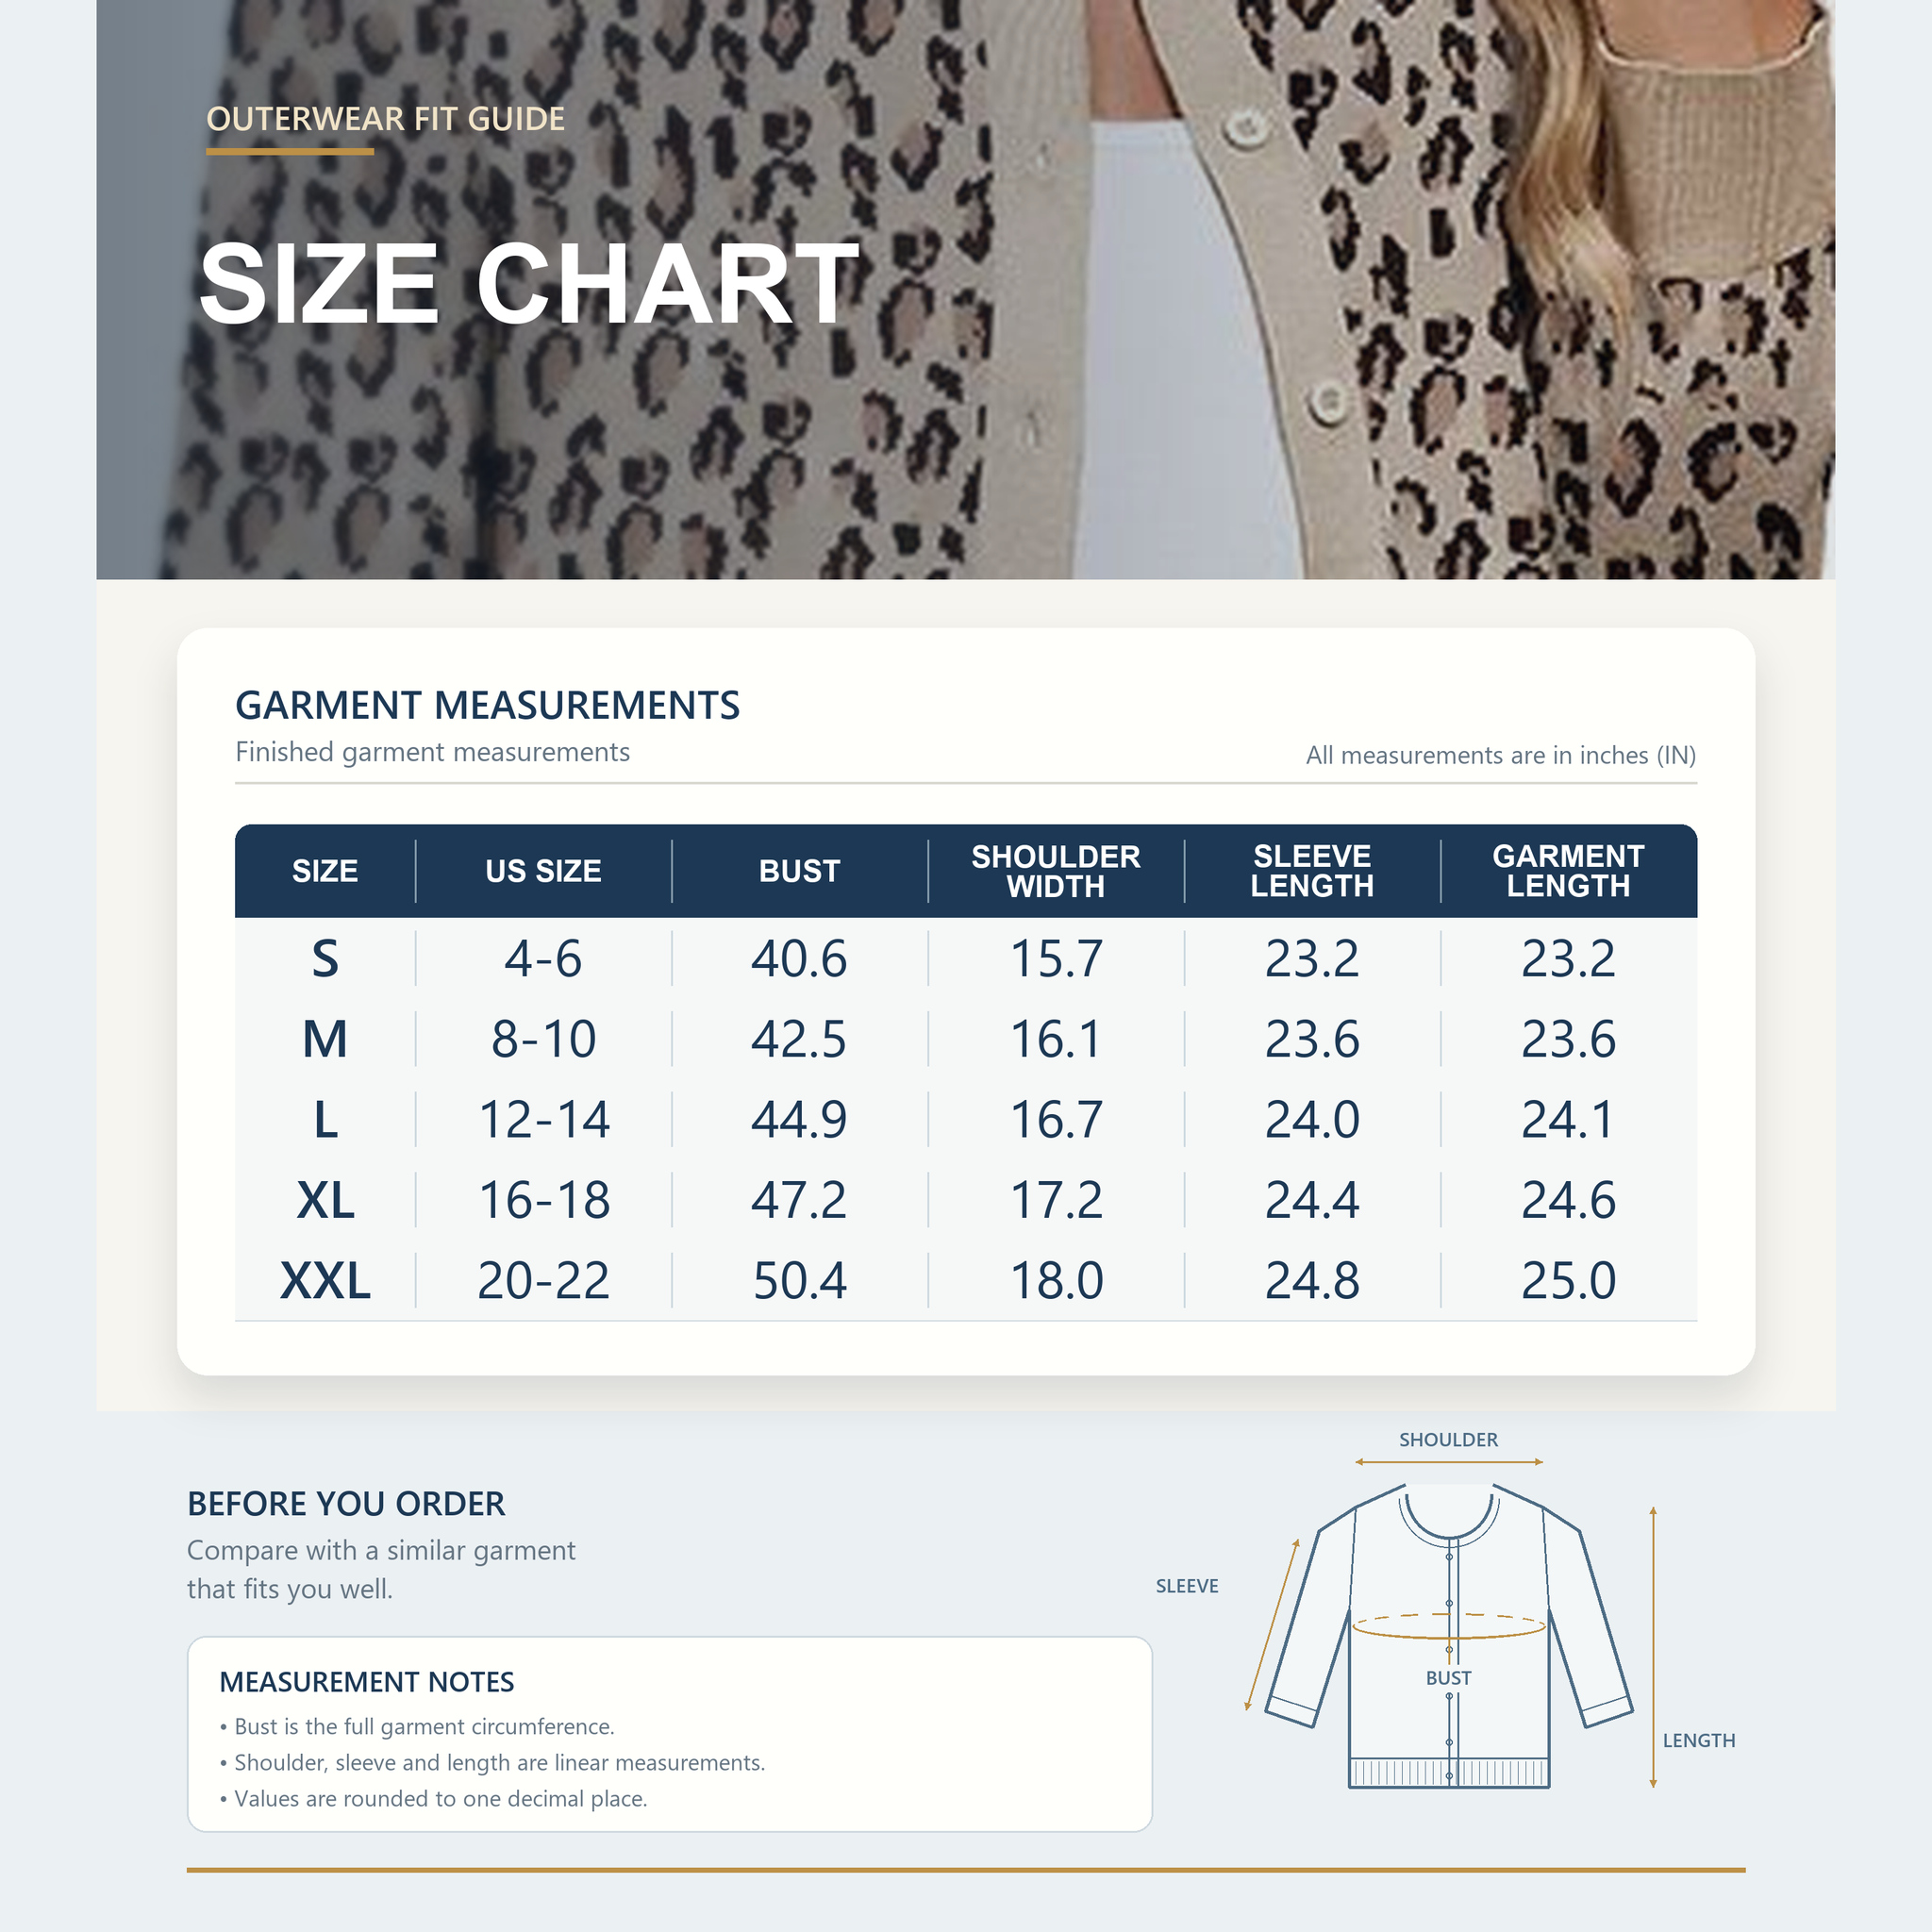 OUTERWEAR FIT GUIDE
SIZE CHART
GARMENT MEASUREMENTS
Finished garment measurements
All measurements are in inches (IN)
SIZE US SIZE BUST SHOULDER WIDTH SLEEVE LENGTH GARMENT LENGTH
S 4-6 40.6 15.7 23.2 23.2
M 8-10 42.5 16.1 23.6 23.6
L 12-14 44.9 16.7 24.0 24.1
XL 16-18 47.2 17.2 24.4 24.6
XXL 20-22 50.4 18.0 24.8 25.0
BEFORE YOU ORDER
Compare with a similar garment
that fits you well.
MEASUREMENT NOTES
• Bust is the full garment circumference.
• Shoulder, sleeve and length are linear measurements.
• Values are rounded to one decimal place.
SHOULDER
SLEEVE
BUST
LENGTH